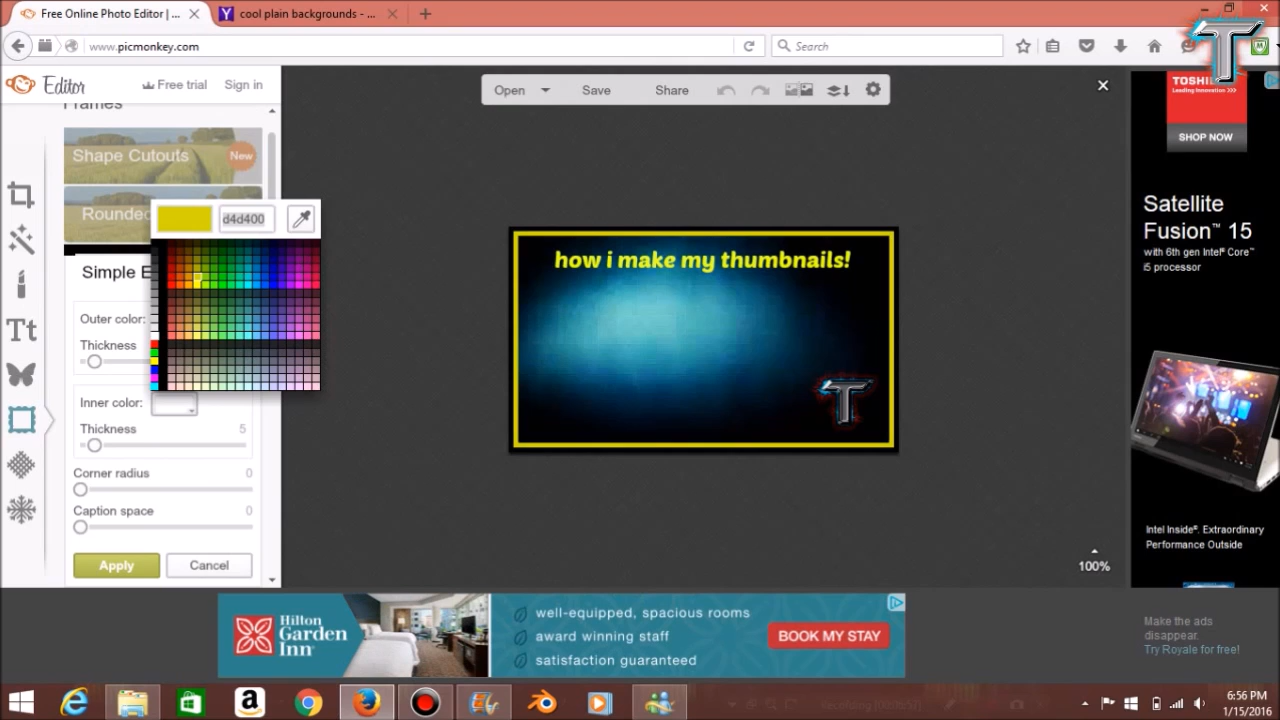 Free Online Photo Editor | ...
cool plain backgrounds - ...
www.picmonkey.com
Search
Editor
Free trial
Sign in
Open
Save
Share
Frames
Shape Cutouts
New
Rounded
d4d400
Simple E
Outer color:
Thickness
Inner color:
Thickness 5
Corner radius 0
Caption space 0
Apply
Cancel
how i make my thumbnails!
T
100%
T
TOSHIBA
Leading Innovation >>>
SHOP NOW
Satellite
Fusion™ 15
with 6th gen Intel® Core™
i5 processor
Intel Inside®. Extraordinary
Performance Outside
Hilton
Garden
Inn
well-equipped, spacious rooms
award winning staff
satisfaction guaranteed
BOOK MY STAY
Make the ads
disappear.
Try Royale for free!
6:56 PM
1/15/2016